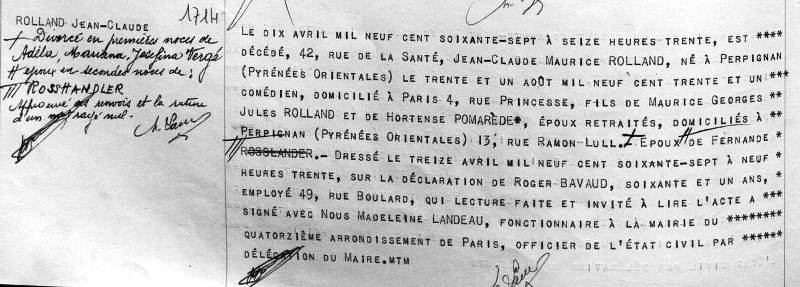 1714
ROLLAND JEAN-CLAUDE
+ Divorcé en premières noces de
Adéla, Mariana, Josefina Vergé
# époux en secondes noces de :
/// ROSSHANDLER
Approuvé les renvois et la rature
d'un mot rayé nul.
LE DIX AVRIL MIL NEUF CENT SOIXANTE-SEPT À SEIZE HEURES TRENTE, EST ****
DÉCÉDÉ, 42, RUE DE LA SANTÉ, JEAN-CLAUDE MAURICE ROLLAND, NÉ À PERPIGNAN
(PYRÉNÉES ORIENTALES) LE TRENTE ET UN AOÛT MIL NEUF CENT TRENTE ET UN ***
COMÉDIEN, DOMICILIÉ À PARIS 4, RUE PRINCESSE, FILS DE MAURICE GEORGES **
JULES ROLLAND ET DE HORTENSE POMARÈDE*, ÉPOUX RETRAITÉS, DOMICILIÉS À **
PERPIGNAN (PYRÉNÉES ORIENTALES) 13, RUE RAMON-LULL. + EPOUX # DE FERNANDE *
/// ROSSLANDER.- DRESSÉ LE TREIZE AVRIL MIL NEUF CENT SOIXANTE-SEPT À NEUF *
HEURES TRENTE, SUR LA DÉCLARATION DE ROGER BAVAUD, SOIXANTE ET UN ANS, *
EMPLOYÉ 49, RUE BOULARD, QUI LECTURE FAITE ET INVITÉ À LIRE L'ACTE A ****
SIGNÉ AVEC NOUS MADELEINE LANDEAU, FONCTIONNAIRE À LA MAIRIE DU *******
QUATORZIÈME ARRONDISSEMENT DE PARIS, OFFICIER DE L'ÉTAT CIVIL PAR *****
DÉLÉGATION DU MAIRE.MTM